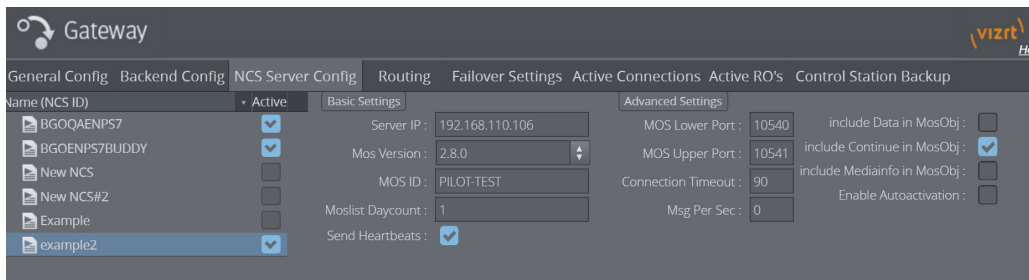 Gateway
vizrt
General Config Backend Config NCS Server Config Routing Failover Settings Active Connections Active RO's Control Station Backup
Name (NCS ID) Active
BGOQAENPS7
BGOENPS7BUDDY
New NCS
New NCS#2
Example
example2
Basic Settings
Server IP : 192.168.110.106
Mos Version : 2.8.0
MOS ID : PILOT-TEST
Moslist Daycount : 1
Send Heartbeats :
Advanced Settings
MOS Lower Port : 10540
MOS Upper Port : 10541
Connection Timeout : 90
Msg Per Sec : 0
include Data in MosObj :
include Continue in MosObj :
include Mediainfo in MosObj :
Enable Autoactivation :